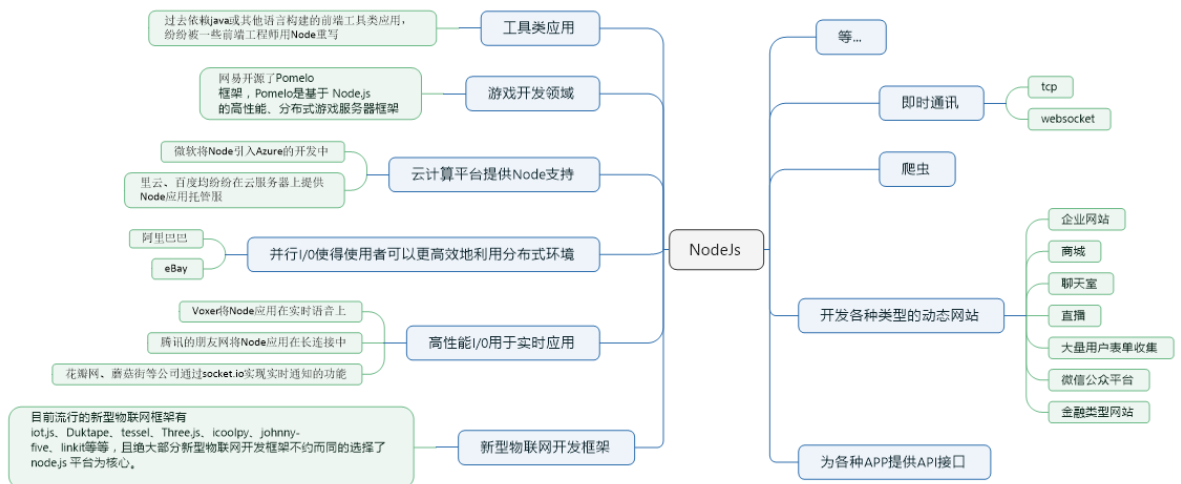 过去依赖java或其他语言构建的前端工具类应用，
纷纷被一些前端工程师用Node重写
工具类应用
网易开源了Pomelo
框架，Pomelo是基于 Node.js
的高性能、分布式游戏服务器框架
游戏开发领域
微软将Node引入Azure的开发中
里云、百度均纷纷在云服务器上提供
Node应用托管服
云计算平台提供Node支持
阿里巴巴
eBay
并行I/0使得使用者可以更高效地利用分布式环境
Voxer将Node应用在实时语音上
腾讯的朋友网将Node应用在长连接中
花瓣网、蘑菇街等公司通过socket.io实现实时通知的功能
高性能I/0用于实时应用
目前流行的新型物联网框架有
iot.js、Duktape、tessel、Three.js、icoolpy、johnny-
five、linkit等等，且绝大部分新型物联网开发框架不约而同的选择了
node.js 平台为核心。
新型物联网开发框架
NodeJs
等...
即时通讯
tcp
websocket
爬虫
开发各种类型的动态网站
企业网站
商城
聊天室
直播
大量用户表单收集
微信公众平台
金融类型网站
为各种APP提供API接口